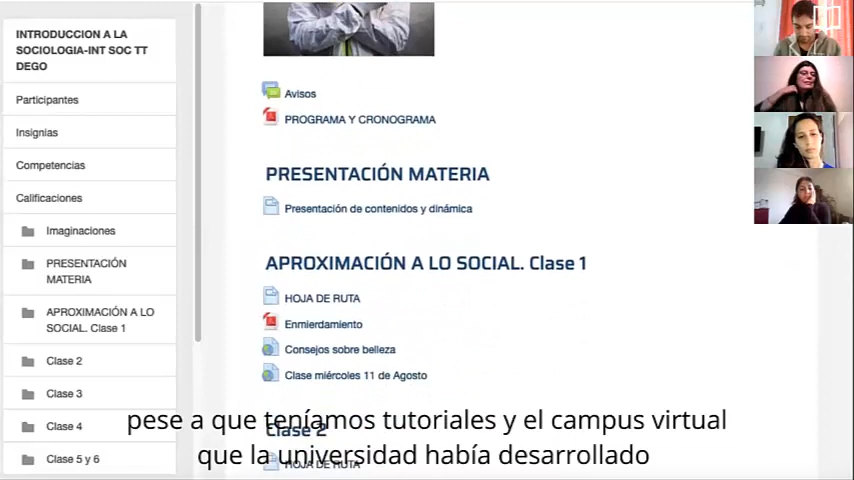 INTRODUCCION A LA
SOCIOLOGIA-INT SOC TT
DEGO
Participantes
Insignias
Competencias
Calificaciones
Imaginaciones
PRESENTACIÓN
MATERIA
APROXIMACIÓN A LO
SOCIAL. Clase 1
Clase 2
Clase 3
Clase 4
Clase 5 y 6
Avisos
PROGRAMA Y CRONOGRAMA
PRESENTACIÓN MATERIA
Presentación de contenidos y dinámica
APROXIMACIÓN A LO SOCIAL. Clase 1
HOJA DE RUTA
Enmierdamiento
Consejos sobre belleza
Clase miércoles 11 de Agosto
Clase 2
HOJA DE RUTA
pese a que teníamos tutoriales y el campus virtual
que la universidad había desarrollado